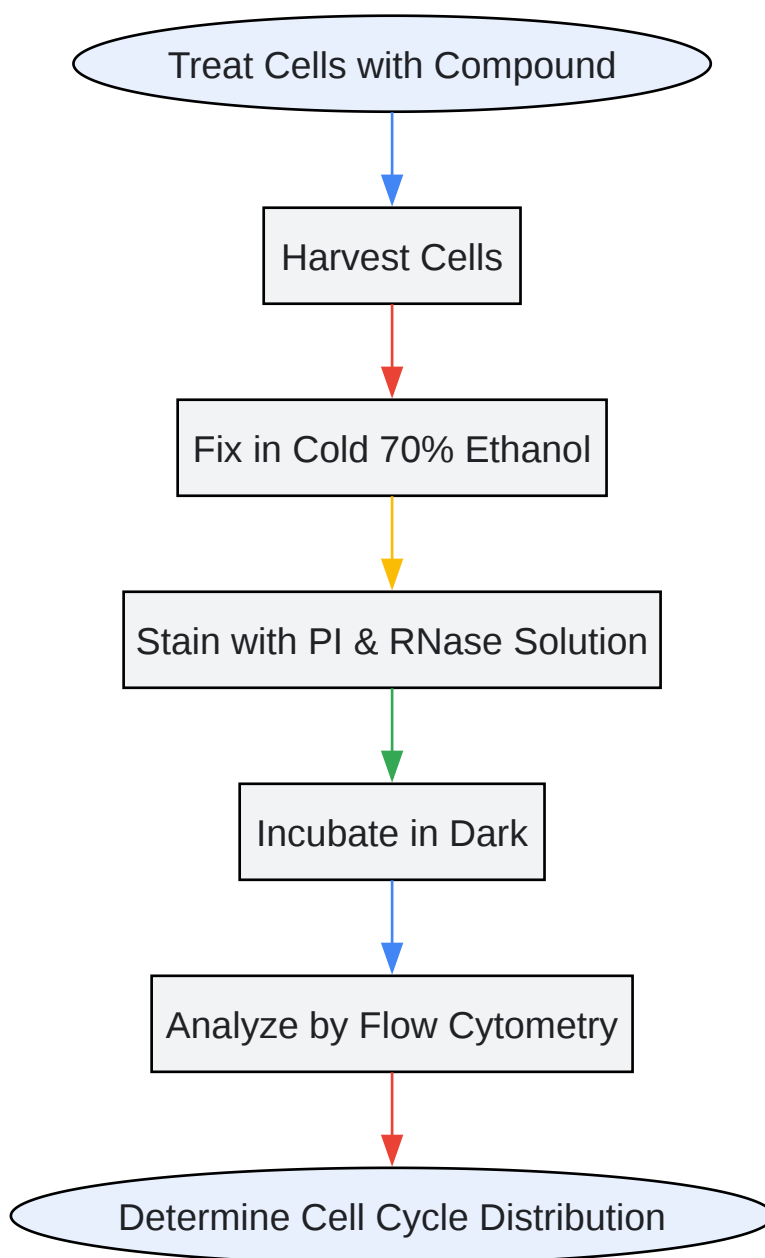 Treat Cells with Compound
Harvest Cells
Fix in Cold 70% Ethanol
Stain with PI & RNase Solution
Incubate in Dark
Analyze by Flow Cytometry
Determine Cell Cycle Distribution